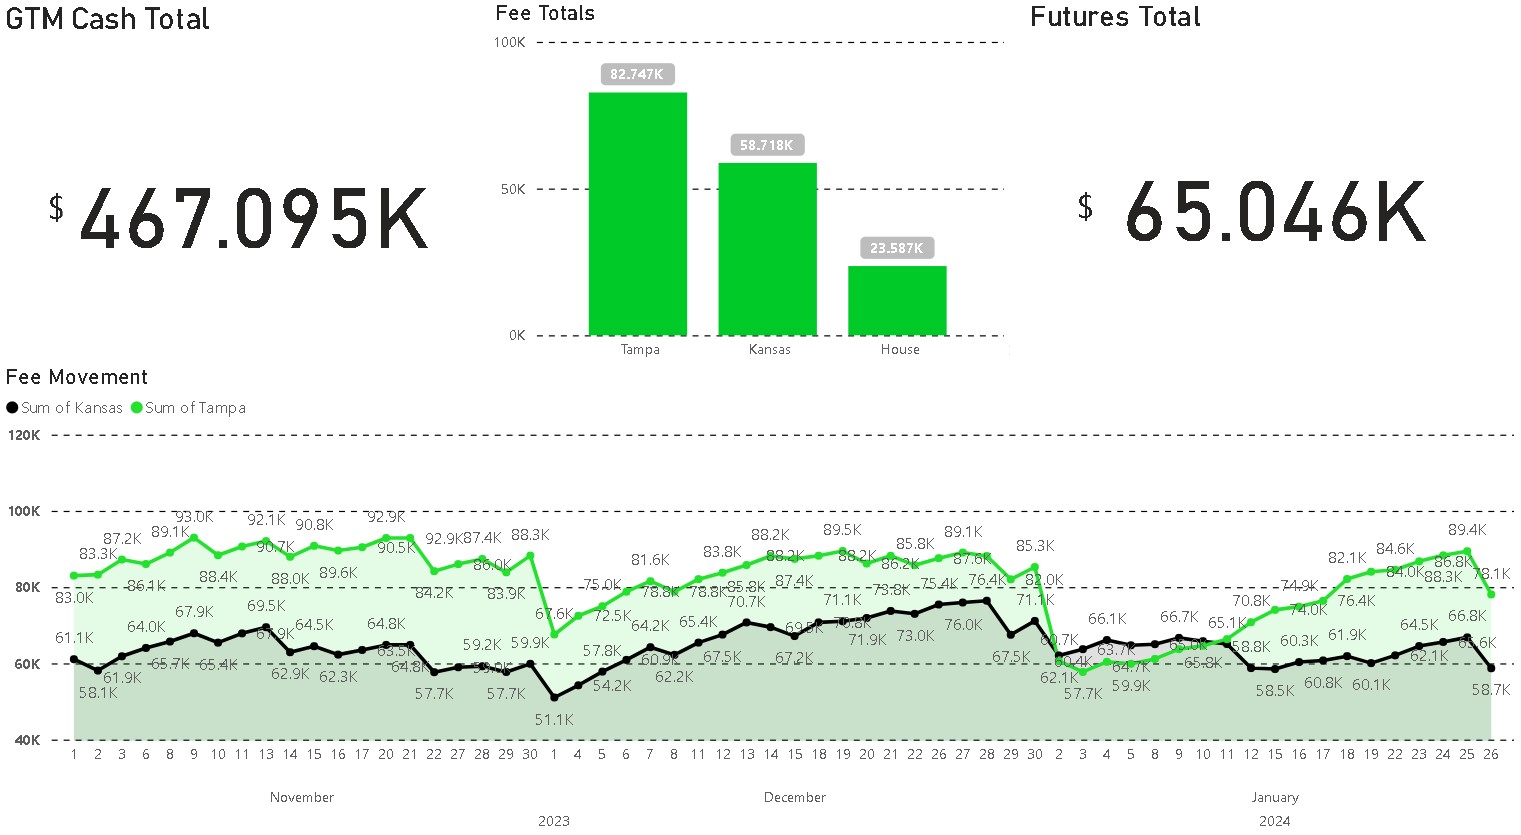 GTM Cash Total
$ 467.095K
Fee Totals
100K
82.747K
58.718K
50K
23.587K
0K
Tampa Kansas House
Futures Total
$ 65.046K
Fee Movement
Sum of Kansas Sum of Tampa
120K
100K
80K
60K
40K
83.0K 83.3K 87.2K 86.1K 89.1K 93.0K 88.4K 92.1K 90.7K 88.0K 90.8K 89.6K 92.9K 90.5K 92.9K 84.2K 87.4K 86.0K 83.9K 88.3K 67.6K 75.0K 72.5K 81.6K 78.8K 78.8K 83.8K 85.8K 88.2K 88.2K 87.4K 89.5K 88.2K 86.2K 85.8K 89.1K 87.6K 85.3K 82.0K 60.7K 60.4K 57.7K 59.9K 65.1K 70.8K 74.9K 74.0K 82.1K 76.4K 84.6K 84.0K 86.8K 88.3K 89.4K 78.1K
61.1K 58.1K 61.9K 64.0K 65.7K 67.9K 65.4K 69.5K 67.9K 62.9K 64.5K 62.3K 64.8K 63.5K 64.8K 57.7K 59.2K 59.0K 57.7K 59.9K 51.1K 57.8K 54.2K 64.2K 60.9K 62.2K 65.4K 67.5K 70.7K 67.2K 69.5K 71.1K 70.8K 71.9K 73.8K 73.0K 75.4K 76.0K 76.4K 67.5K 71.1K 62.1K 66.1K 63.7K 64.7K 66.7K 65.0K 65.8K 58.8K 58.5K 60.3K 60.8K 61.9K 60.1K 64.5K 62.1K 66.8K 65.6K 58.7K
1 2 3 6 8 9 10 11 13 14 15 16 17 20 21 22 27 28 29 30 1 4 5 6 7 8 11 12 13 14 15 18 19 20 21 22 26 27 28 29 30 2 3 4 5 8 9 10 11 12 15 16 17 18 19 22 23 24 25 26
November December January
2023 2024